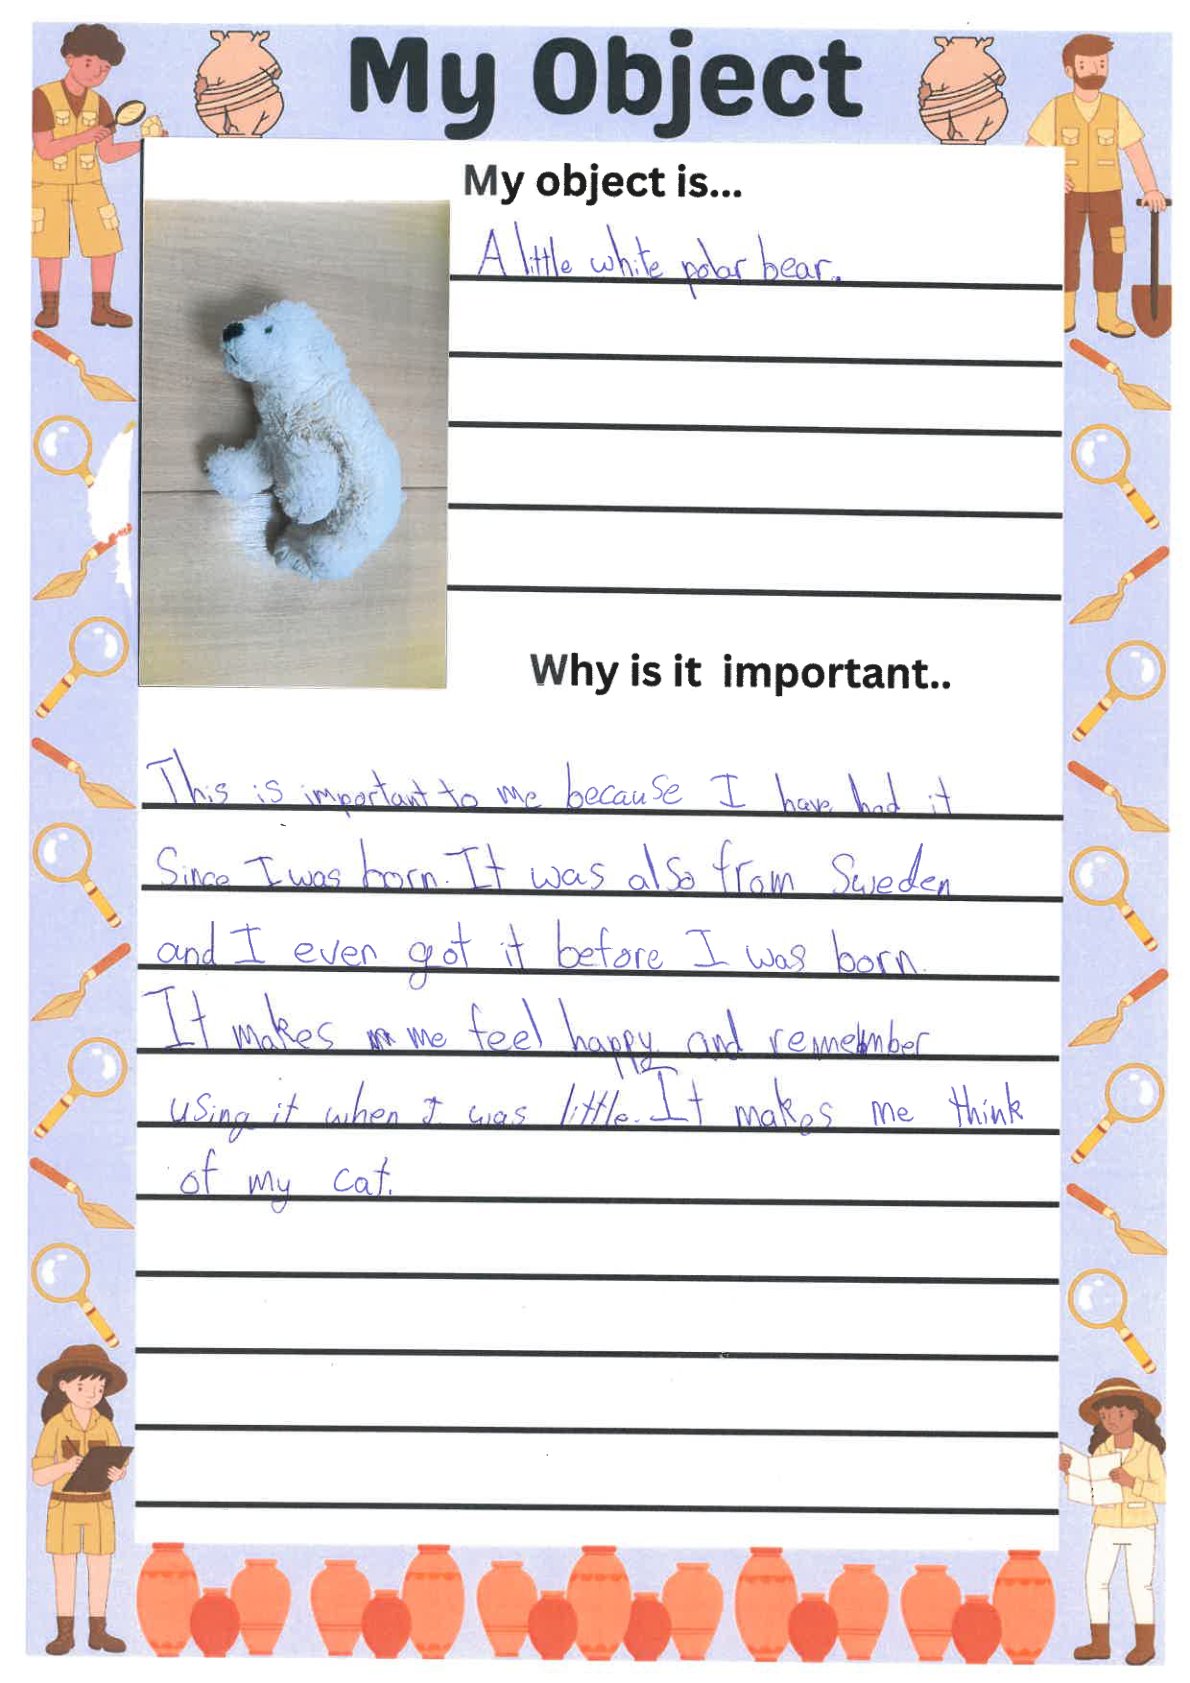 My Object
My object is...
A little white polar bear.
Why is it important..
This is important to me because I have had it
Since I was born. It was also from Sweden
and I even got it before I was born.
It makes me feel happy and remember
using it when I was little. It makes me think
of my cat.